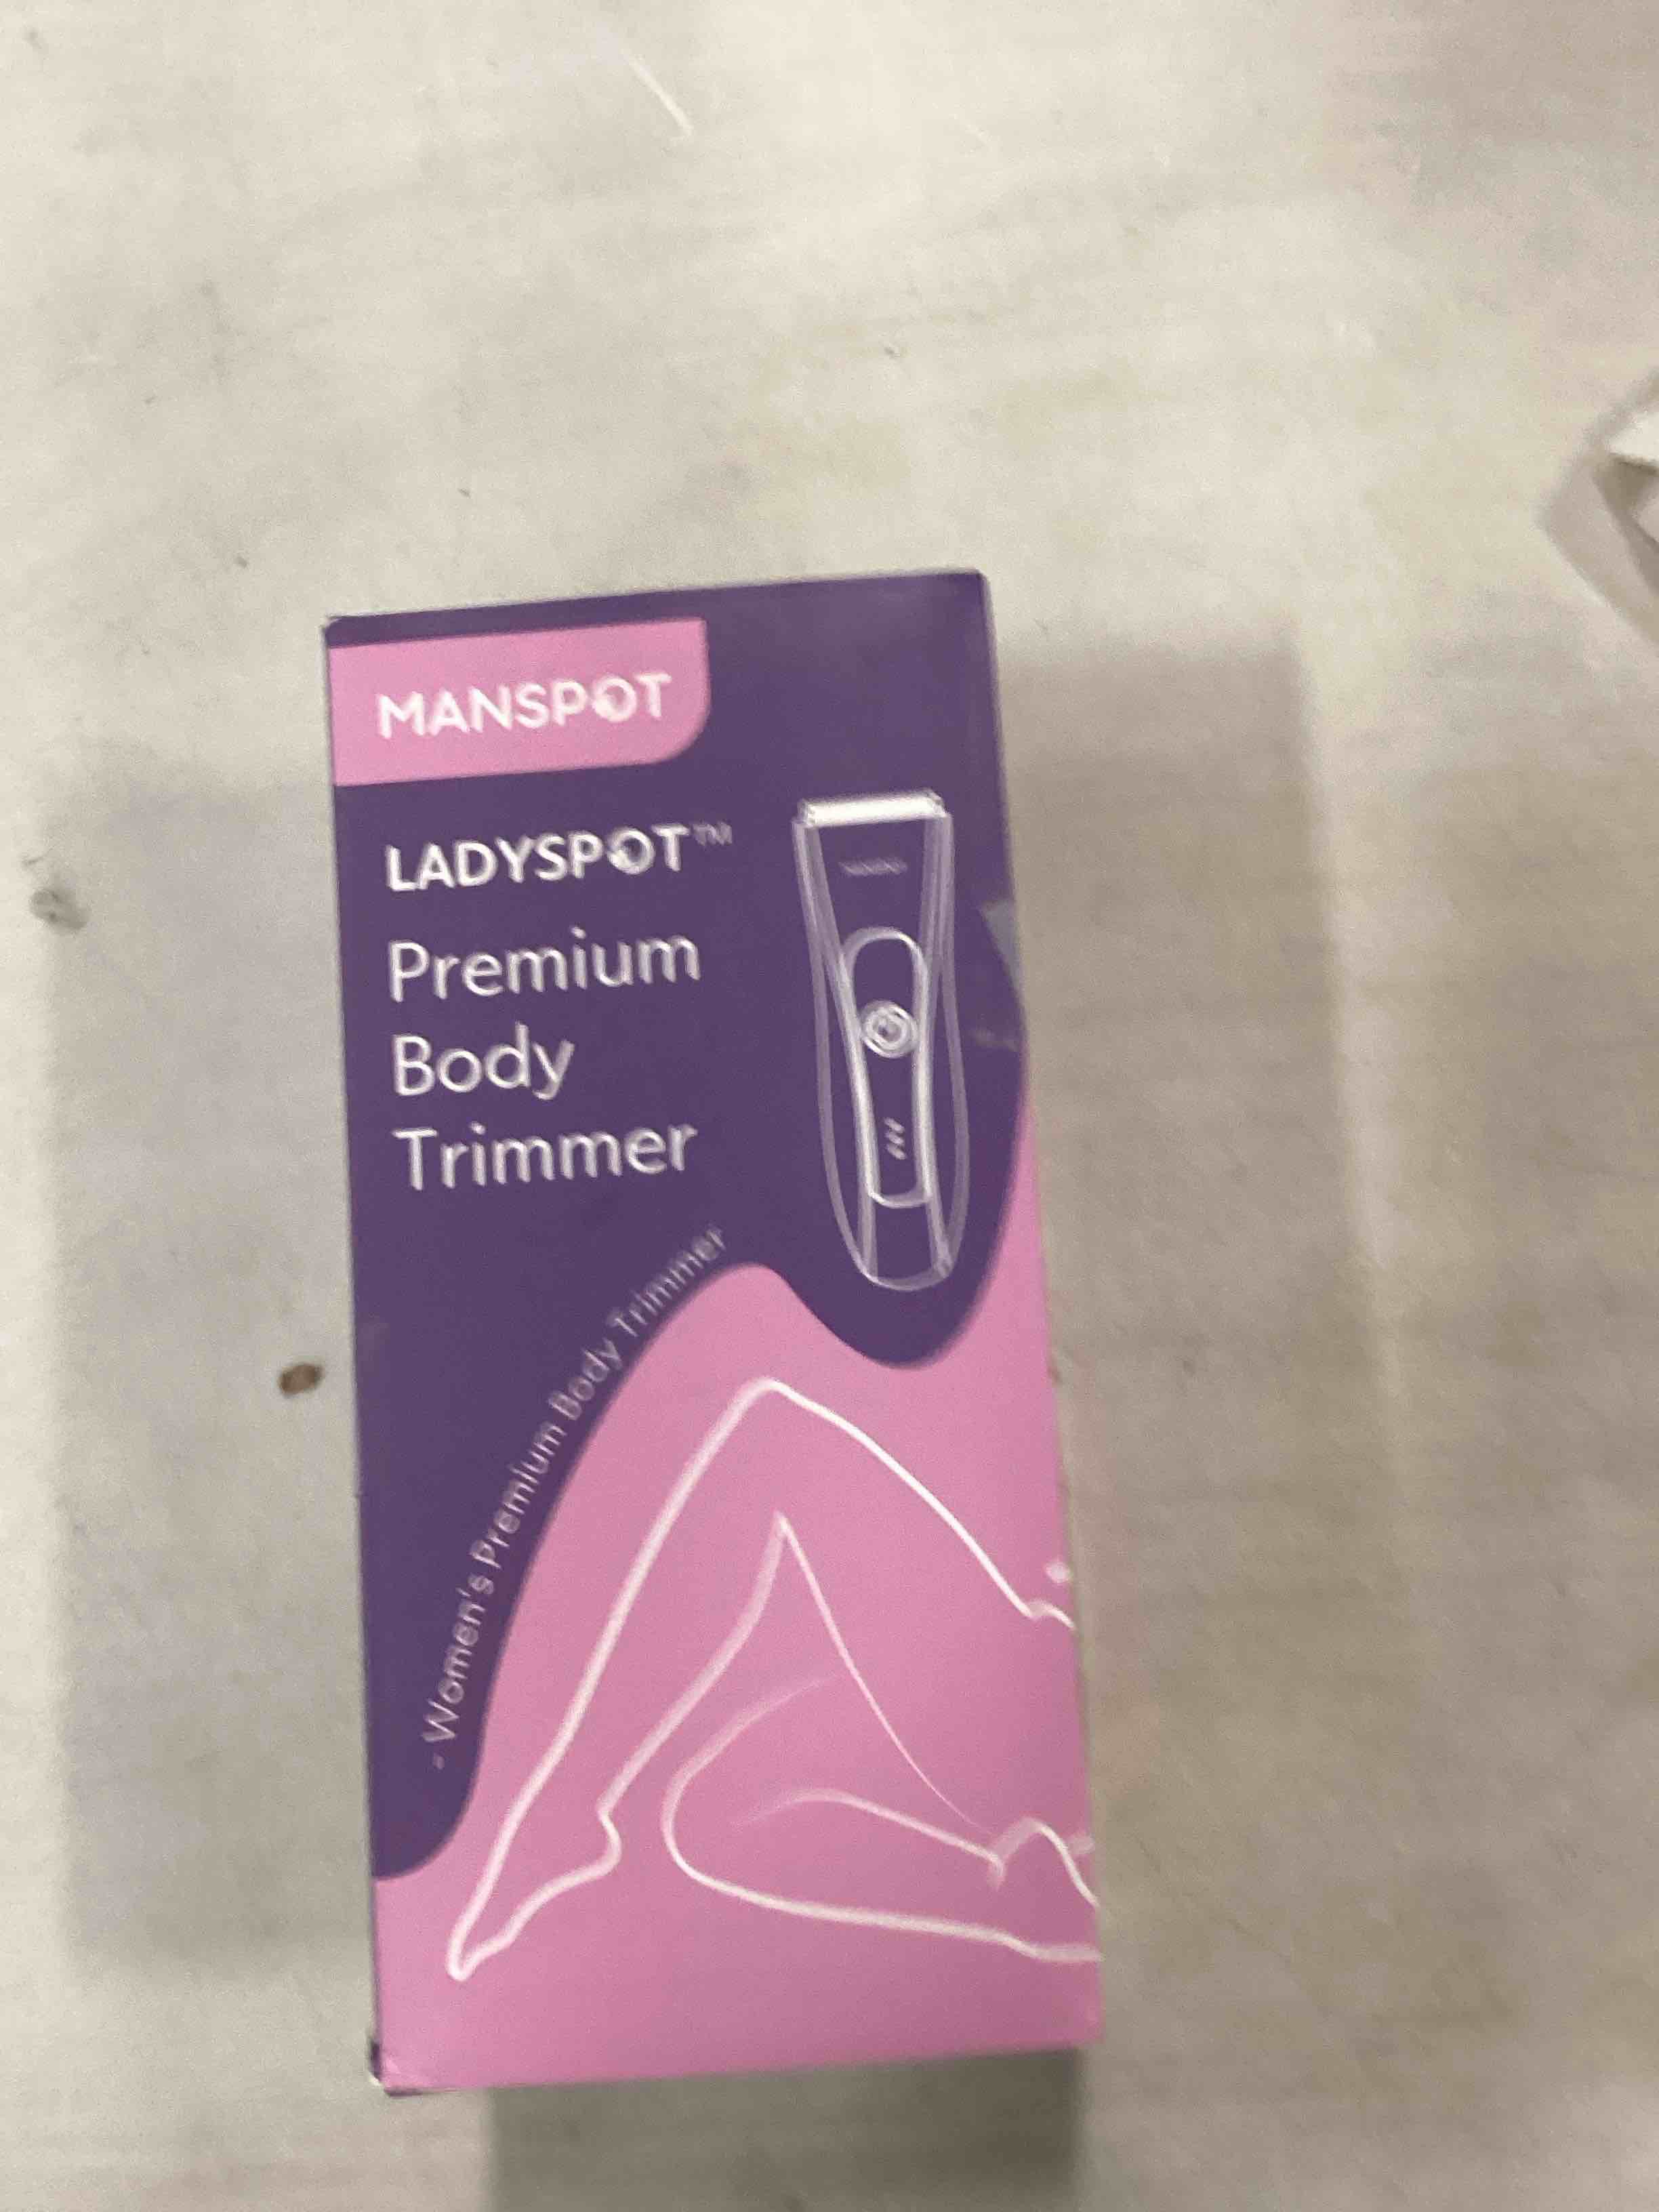 MANSPOT
LADYSPOT™
Premium
Body
Trimmer
- Women's Premium Body Trimmer